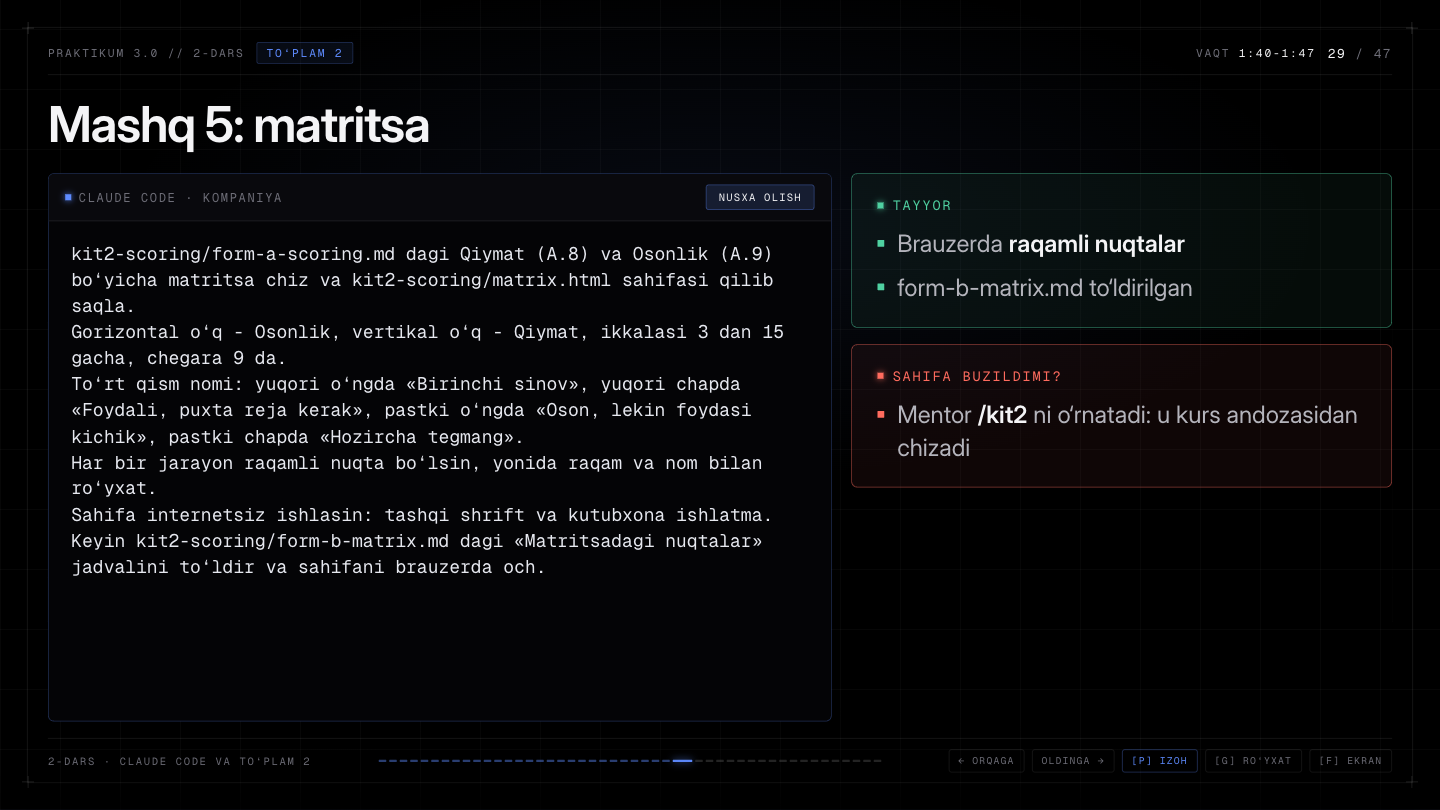 PRAKTIKUM 3.0 // 2-DARS TO‘PLAM 2
VAQT 1:40-1:47 29 / 47
Mashq 5: matritsa
CLAUDE CODE · KOMPANIYA
NUSXA OLISH
kit2-scoring/form-a-scoring.md dagi Qiymat (A.8) va Osonlik (A.9)
bo‘yicha matritsa chiz va kit2-scoring/matrix.html sahifasi qilib
saqla.
Gorizontal o‘q - Osonlik, vertikal o‘q - Qiymat, ikkalasi 3 dan 15
gacha, chegara 9 da.
To‘rt qism nomi: yuqori o‘ngda «Birinchi sinov», yuqori chapda
«Foydali, puxta reja kerak», pastki o‘ngda «Oson, lekin foydasi
kichik», pastki chapda «Hozircha tegmang».
Har bir jarayon raqamli nuqta bo‘lsin, yonida raqam va nom bilan
ro‘yxat.
Sahifa internetsiz ishlasin: tashqi shrift va kutubxona ishlatma.
Keyin kit2-scoring/form-b-matrix.md dagi «Matritsadagi nuqtalar»
jadvalini to‘ldir va sahifani brauzerda och.
TAYYOR
Brauzerda raqamli nuqtalar
form-b-matrix.md to‘ldirilgan
SAHIFA BUZILDIMI?
Mentor /kit2 ni o‘rnatadi: u kurs andozasidan
chizadi
2-DARS · CLAUDE CODE VA TO‘PLAM 2
← ORQAGA
OLDINGA →
[P] IZOH
[G] RO‘YXAT
[F] EKRAN